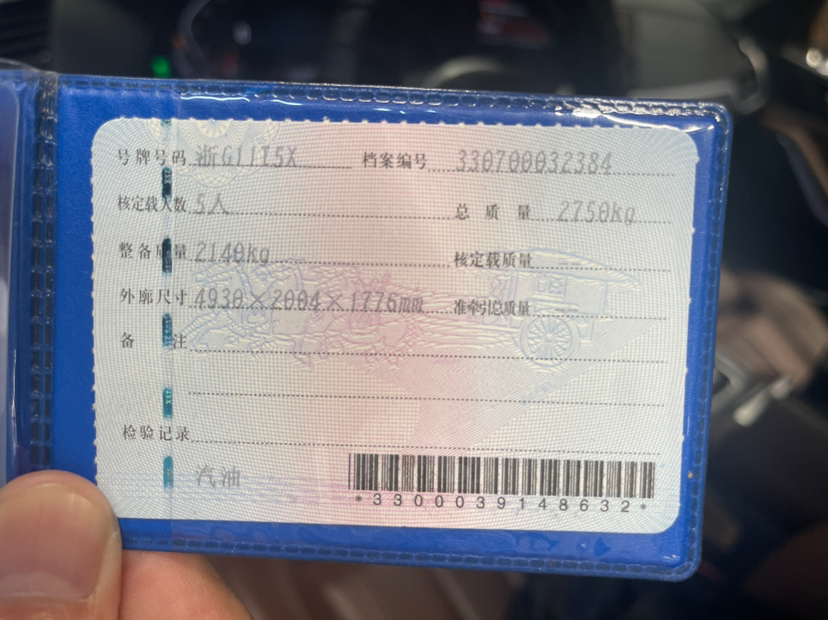 号牌号码 浙G11T5X 档案编号 330700032384
核定载人数 5人 总质量 2750kg
整备质量 2140kg 核定载质量
外廓尺寸 4930×2004×1776mm 准牵引总质量
备注
检验记录
汽油
*3300039148632*